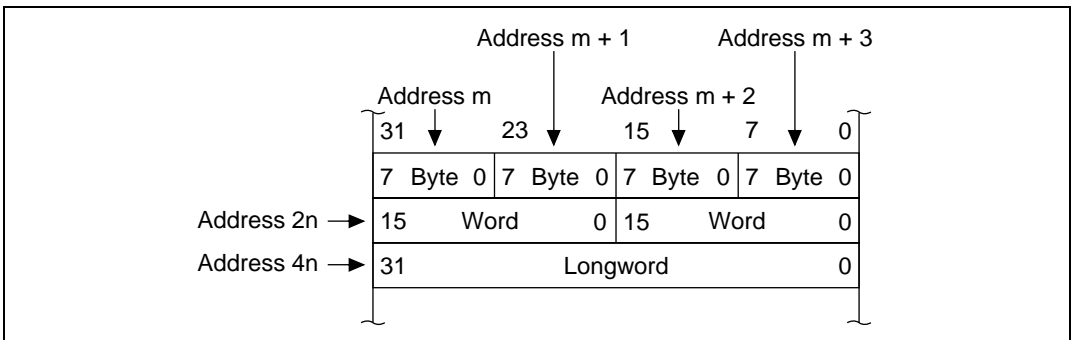 Address m + 1 Address m + 3
Address m Address m + 2
31 23 15 7 0
7 Byte 0 7 Byte 0 7 Byte 0 7 Byte 0
Address 2n 15 Word 0 15 Word 0
Address 4n 31 Longword 0